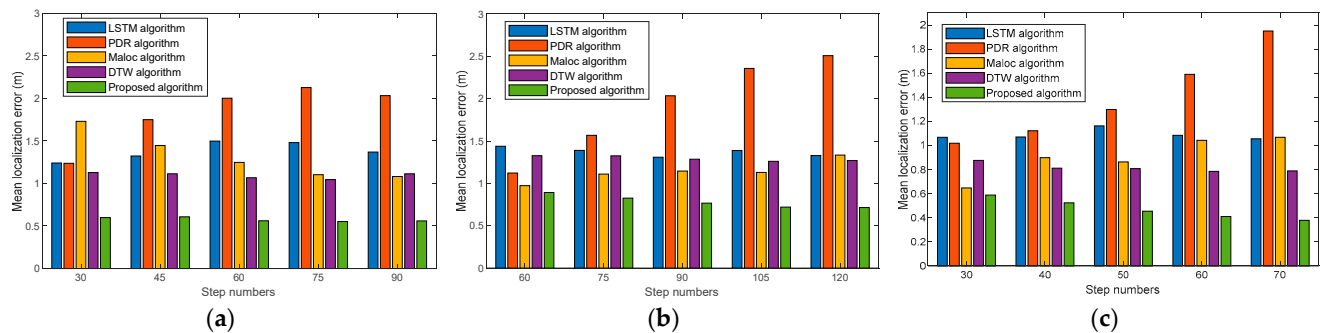 3
2.5
2
1.5
1
0.5
0
Mean localization error (m)
LSTM algorithm
PDR algorithm
Maloc algorithm
DTW algorithm
Proposed algorithm
30 45 60 75 90
Step numbers
(a)
3
2.5
2
1.5
1
0.5
0
Mean localization error (m)
LSTM algorithm
PDR algorithm
Maloc algorithm
DTW algorithm
Proposed algorithm
60 75 90 105 120
Step numbers
(b)
2
1.8
1.6
1.4
1.2
1
0.8
0.6
0.4
0.2
0
Mean localization error (m)
LSTM algorithm
PDR algorithm
Maloc algorithm
DTW algorithm
Proposed algorithm
30 40 50 60 70
Step numbers
(c)